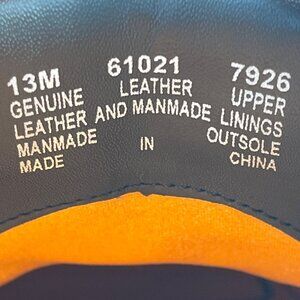 13M 61021 7926
GENUINE LEATHER UPPER
LEATHER AND MANMADE LININGS
MANMADE OUTSOLE
MADE IN CHINA